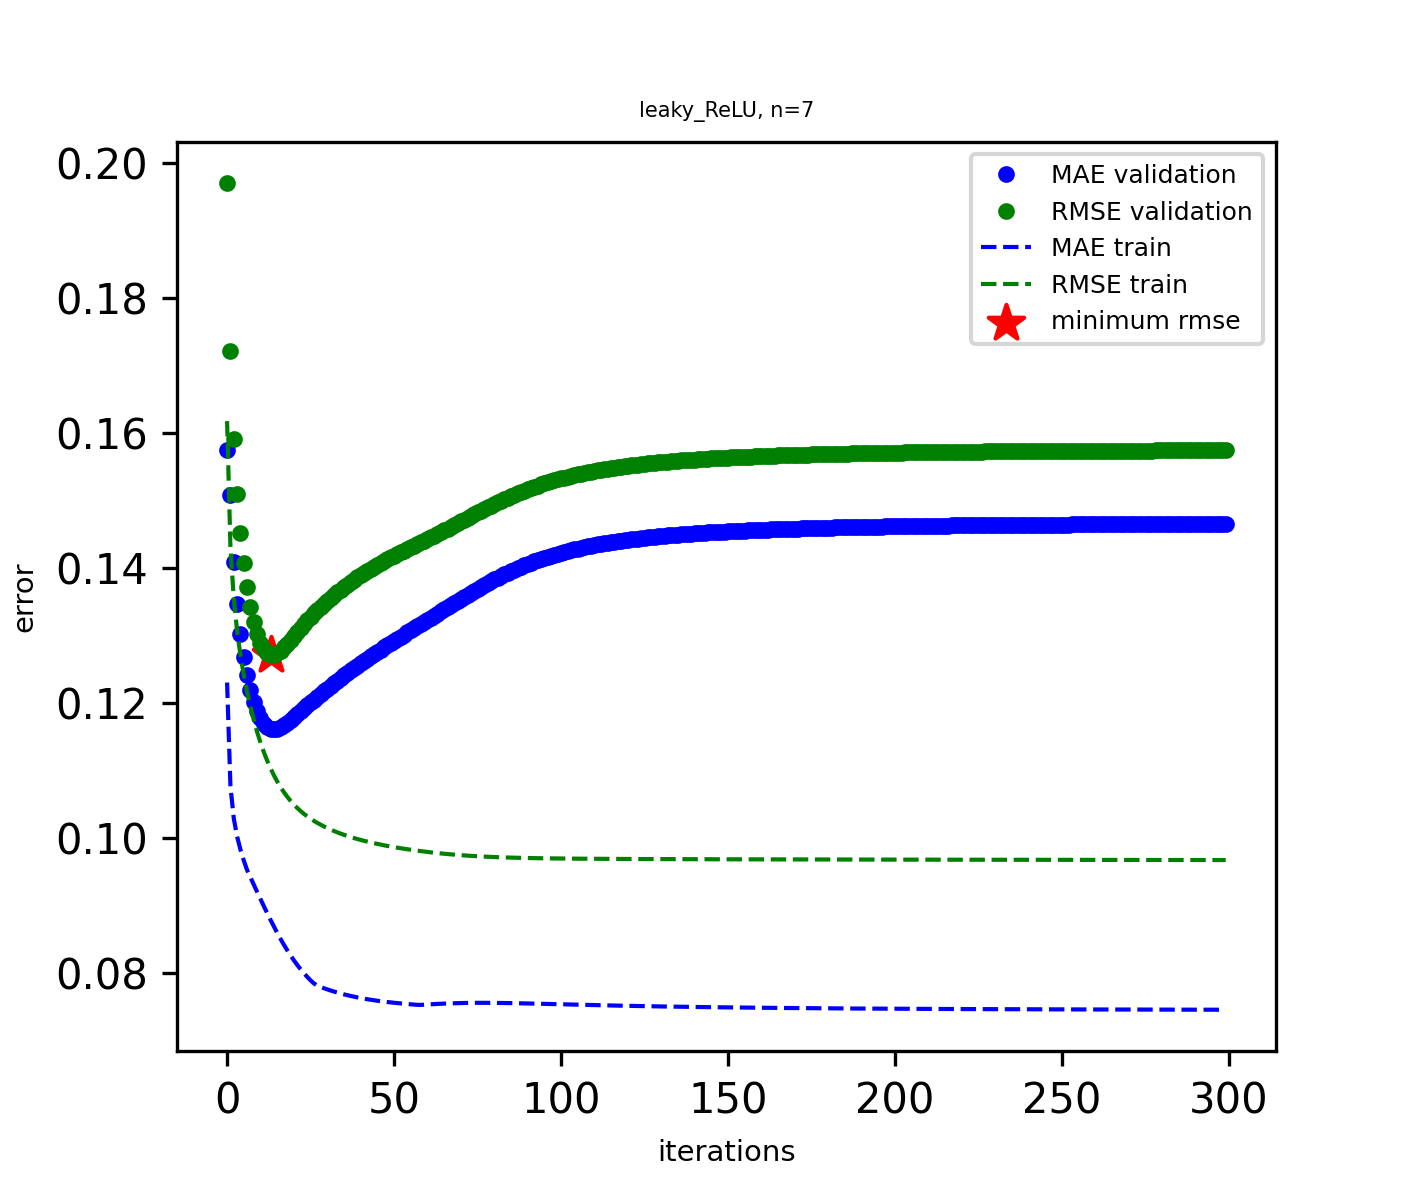 leaky_ReLU, n=7
0.20
0.18
0.16
0.14
0.12
0.10
0.08
error
MAE validation
RMSE validation
MAE train
RMSE train
minimum rmse
0 50 100 150 200 250 300
iterations